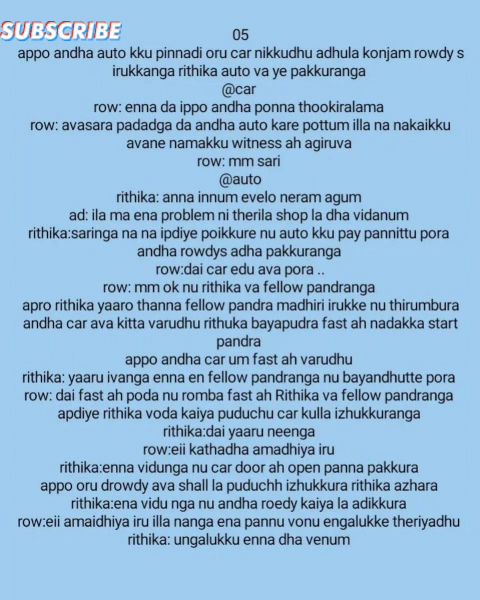 SUBSCRIBE
05
appo andha auto kku pinnadi oru car nikkudhu adhula konjam rowdy s
irukkanga rithika auto va ye pakkuranga
@car
row: enna da ippo andha ponna thookiralama
row: avasara padadga da andha auto kare pottum illa na nakaikku
avane namakku witness ah agiruva
row: mm sari
@auto
rithika: anna innum evelo neram agum
ad: ila ma ena problem ni therila shop la dha vidanum
rithika:saringa na na ipdiye poikkure nu auto kku pay pannittu pora
andha rowdys adha pakkuranga
row:dai car edu ava pora ..
row: mm ok nu rithika va fellow pandranga
apro rithika yaaro thanna fellow pandra madhiri irukke nu thirumbura
andha car ava kitta varudhu rithuka bayapudra fast ah nadakka start
pandra
appo andha car um fast ah varudhu
rithika: yaaru ivanga enna en fellow pandranga nu bayandhutte pora
row: dai fast ah poda nu romba fast ah Rithika va fellow pandranga
apdiye rithika voda kaiya puduchu car kulla izhukkuranga
rithika:dai yaaru neenga
row:eii kathadha amadhiya iru
rithika:enna vidunga nu car door ah open panna pakkura
appo oru drowdy ava shall la puduchh izhukkura rithika azhara
rithika:ena vidu nga nu andha roedy kaiya la adikkura
row:eii amaidhiya iru illa nanga ena pannu vonu engalukke theriyadhu
rithika: ungalukku enna dha venum